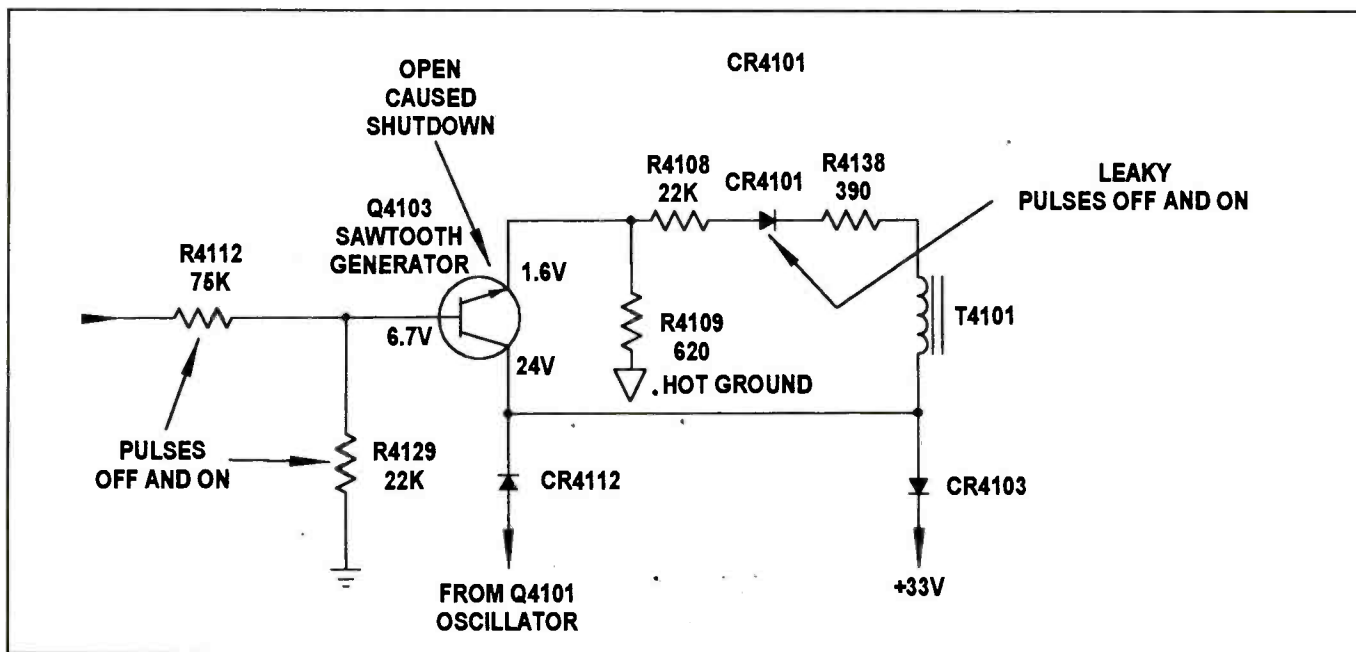 CR4101
OPEN
CAUSED
SHUTDOWN
R4108
22K
CR4101
R4138
390
LEAKY
PULSES OFF AND ON
Q4103
SAWTOOTH
GENERATOR
R4112
75K
1.6V
6.7V
24V
R4109
620
HOT GROUND
T4101
PULSES
OFF AND ON
R4129
22K
CR4112
CR4103
FROM Q4101
OSCILLATOR
+33V